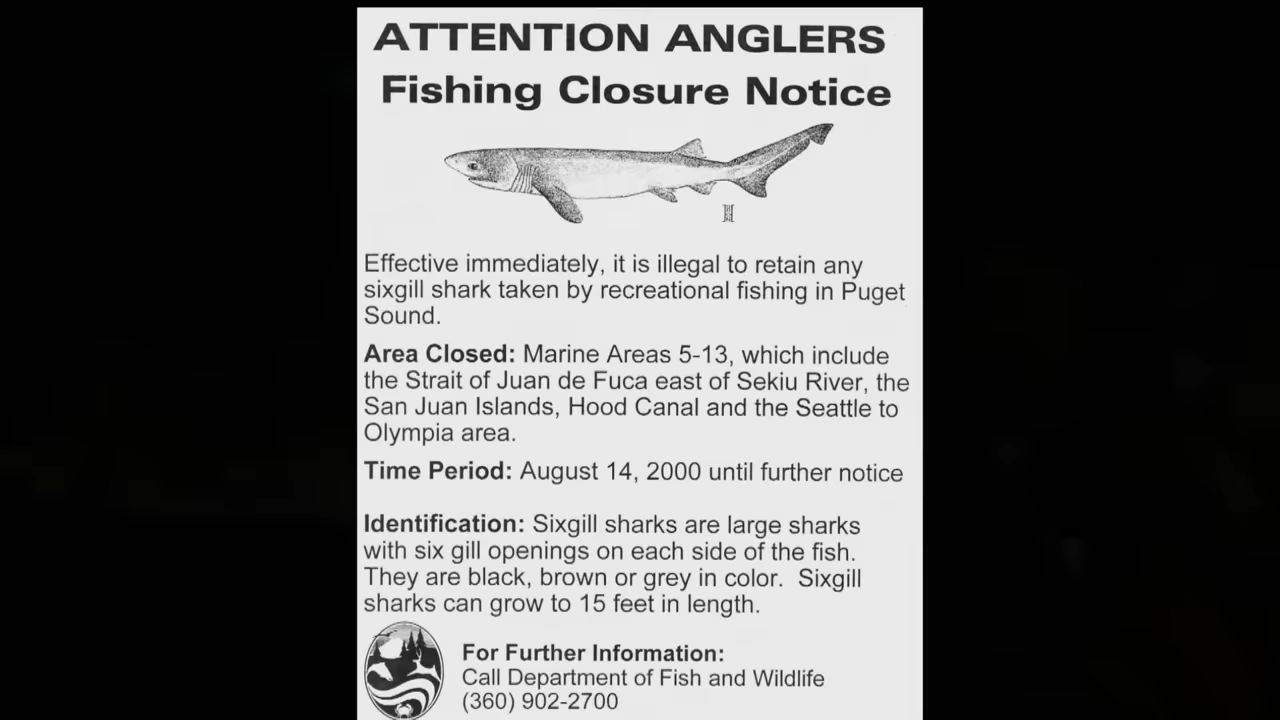 ATTENTION ANGLERS
Fishing Closure Notice
Effective immediately, it is illegal to retain any
sixgill shark taken by recreational fishing in Puget
Sound.
Area Closed: Marine Areas 5-13, which include
the Strait of Juan de Fuca east of Sekiu River, the
San Juan Islands, Hood Canal and the Seattle to
Olympia area.
Time Period: August 14, 2000 until further notice
Identification: Sixgill sharks are large sharks
with six gill openings on each side of the fish.
They are black, brown or grey in color.  Sixgill
sharks can grow to 15 feet in length.
For Further Information:
Call Department of Fish and Wildlife
(360) 902-2700